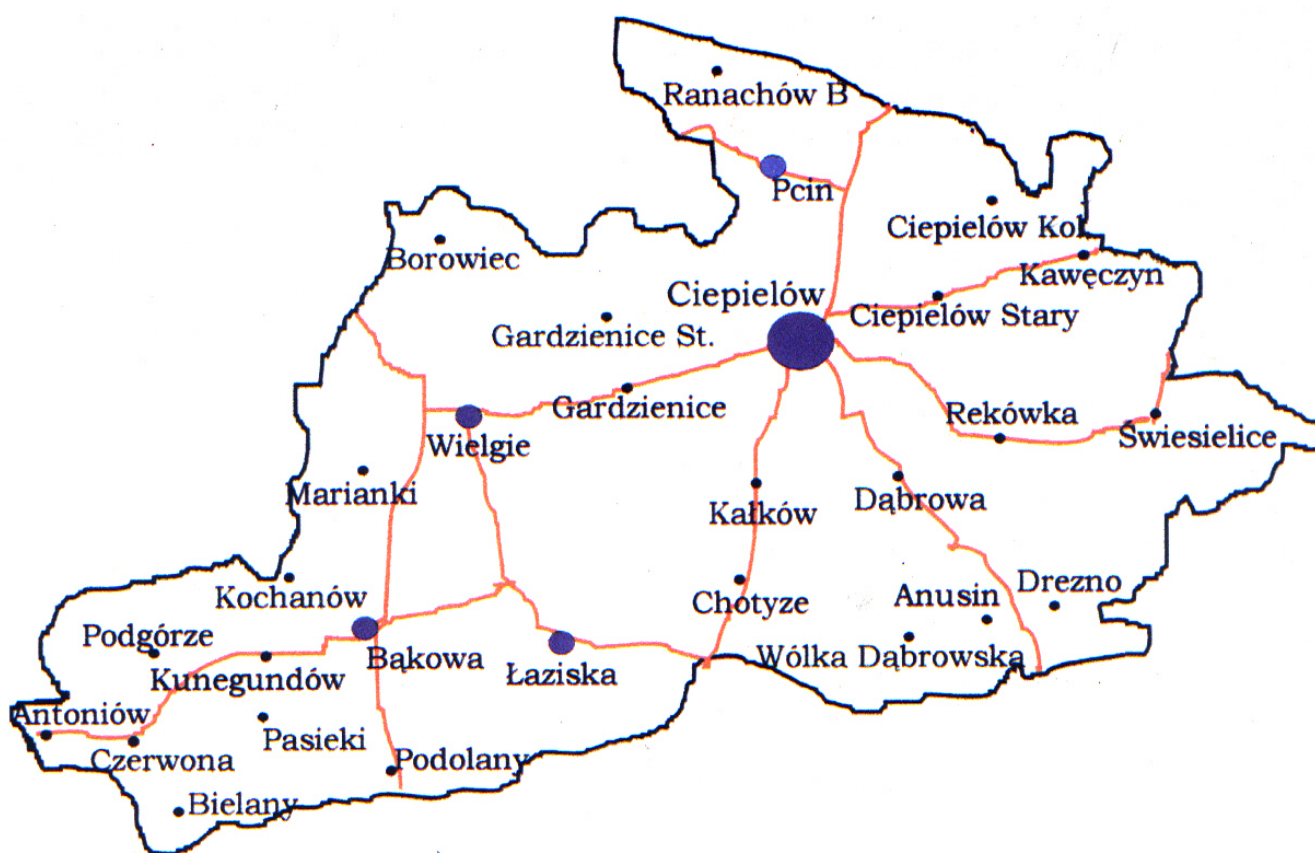 Ranachów B
Pcin
Ciepielów Kol
Borowiec
Kawęczyn
Ciepielów
Ciepielów Stary
Gardzienice St.
Gardzienice
Rekówka
Świesielice
Wielgie
Marianki
Kałków
Dąbrowa
Kochanów
Chotyze
Anusin
Drezno
Podgórze
Bąkowa
Łaziska
Wólka Dąbrowska
Kunegundów
Antoniów
Pasieki
Czerwona
Podolany
Bielany